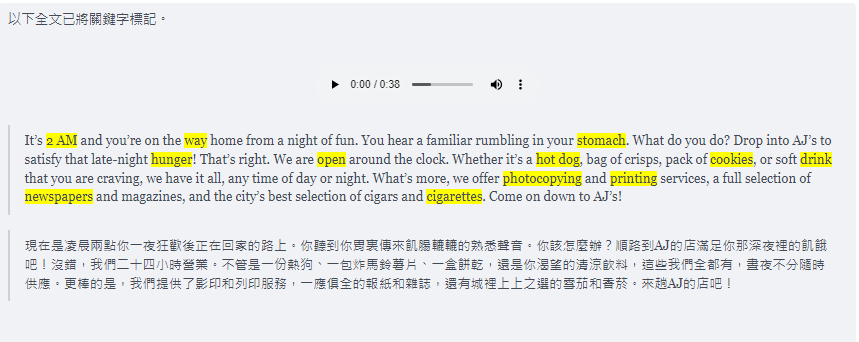 以下全文已將關鍵字標記。
0:00 / 0:38
It’s 2 AM and you’re on the way home from a night of fun. You hear a familiar rumbling in your stomach. What do you do? Drop into AJ’s to
satisfy that late-night hunger! That’s right. We are open around the clock. Whether it’s a hot dog, bag of crisps, pack of cookies, or soft drink
that you are craving, we have it all, any time of day or night. What’s more, we offer photocopying and printing services, a full selection of
newspapers and magazines, and the city’s best selection of cigars and cigarettes. Come on down to AJ’s!
現在是凌晨兩點你一夜狂歡後正在回家的路上。你聽到你胃裏傳來飢腸轆轆的熟悉聲音。你該怎麼辦？順路到AJ的店滿足你那深夜裡的飢餓
吧！沒錯，我們二十四小時營業。不管是一份熱狗、一包炸馬鈴薯片、一盒餅乾，還是你渴望的清涼飲料，這些我們全都有，晝夜不分隨時
供應。更棒的是，我們提供了影印和列印服務，一應俱全的報紙和雜誌，還有城裡上上之選的雪茄和香菸。來趟AJ的店吧！